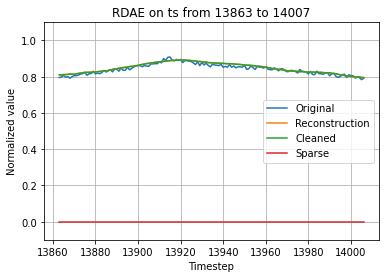 RDAE on ts from 13863 to 14007
Normalized value
1.0
0.8
0.6
0.4
0.2
0.0
Original
Reconstruction
Cleaned
Sparse
13860 13880 13900 13920 13940 13960 13980 14000
Timestep